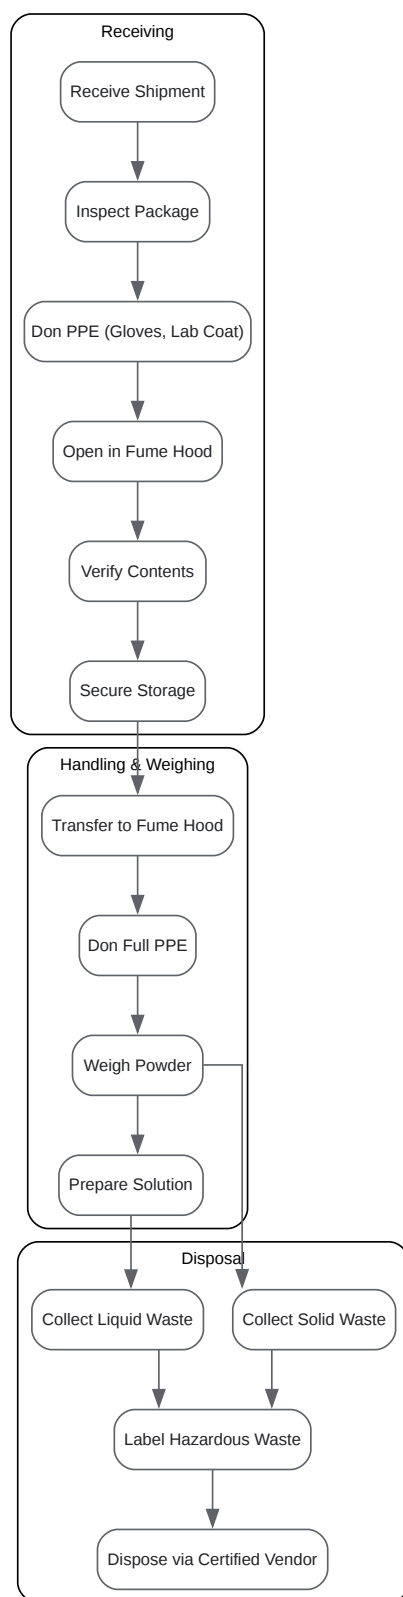 Receiving
Receive Shipment
Inspect Package
Don PPE (Gloves, Lab Coat)
Open in Fume Hood
Verify Contents
Secure Storage
Handling & Weighing
Transfer to Fume Hood
Don Full PPE
Weigh Powder
Prepare Solution
Disposal
Collect Liquid Waste
Collect Solid Waste
Label Hazardous Waste
Dispose via Certified Vendor